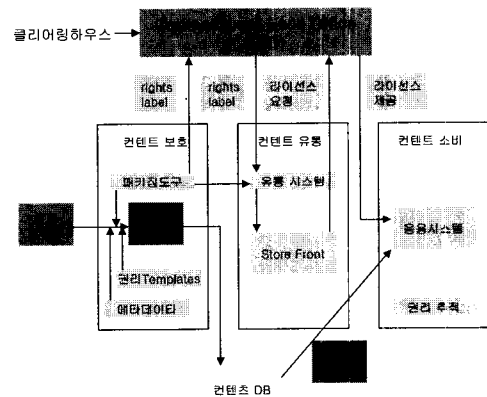 클리어링하우스
rights
label
rights
label
라이센스
요청
라이센스
제공
컨텐트 보호
컨텐트 유통
컨텐트 소비
패키징도구
유통 시스템
응용시스템
Store Front
권리Templates
메타데이터
권리 추적
컨텐츠 DB